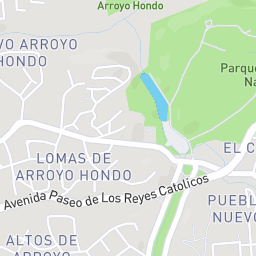 Arroyo Hondo
VO ARROYO
HONDO
Parque
Na
LOMAS DE
ARROYO HONDO
EL C
Avenida Paseo de Los Reyes Catolicos
PUEBL
NUEVO
ALTOS DE
ARROYO